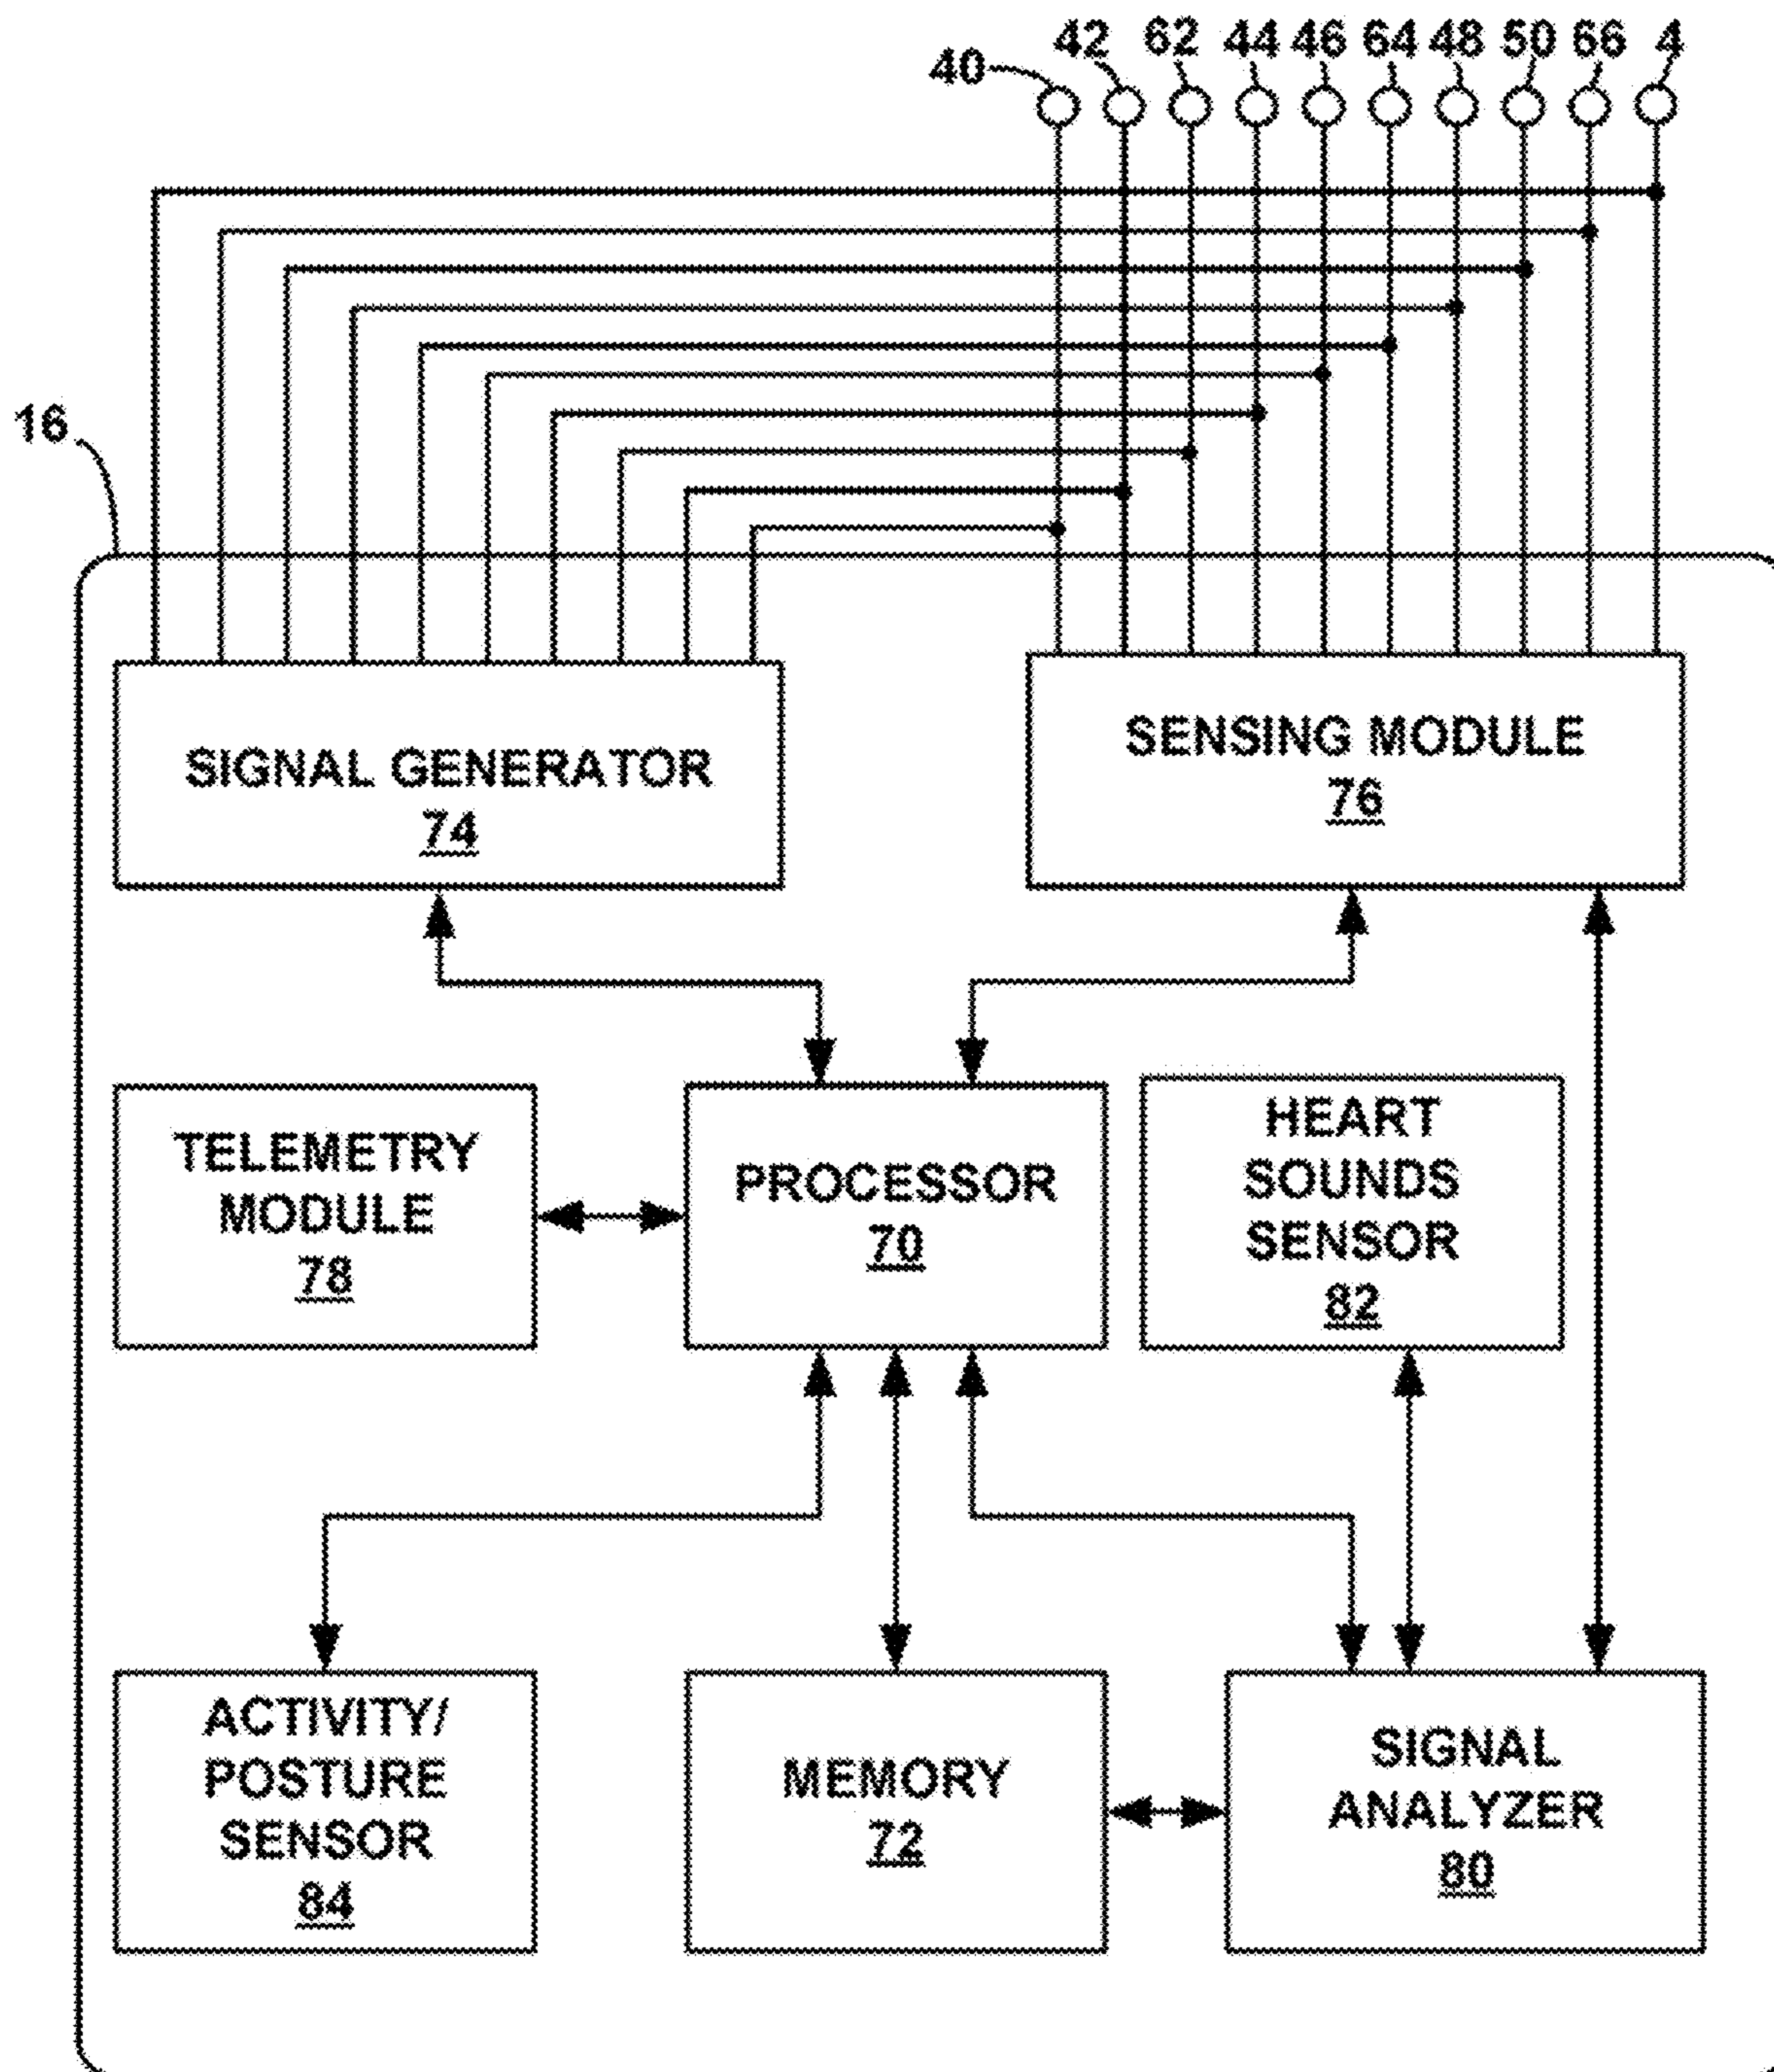 40 42 62 44 46 64 48 50 66 4
16
SIGNAL GENERATOR
74
SENSING MODULE
76
TELEMETRY
MODULE
78
PROCESSOR
70
HEART
SOUNDS
SENSOR
82
ACTIVITY/
POSTURE
SENSOR
84
MEMORY
72
SIGNAL
ANALYZER
80